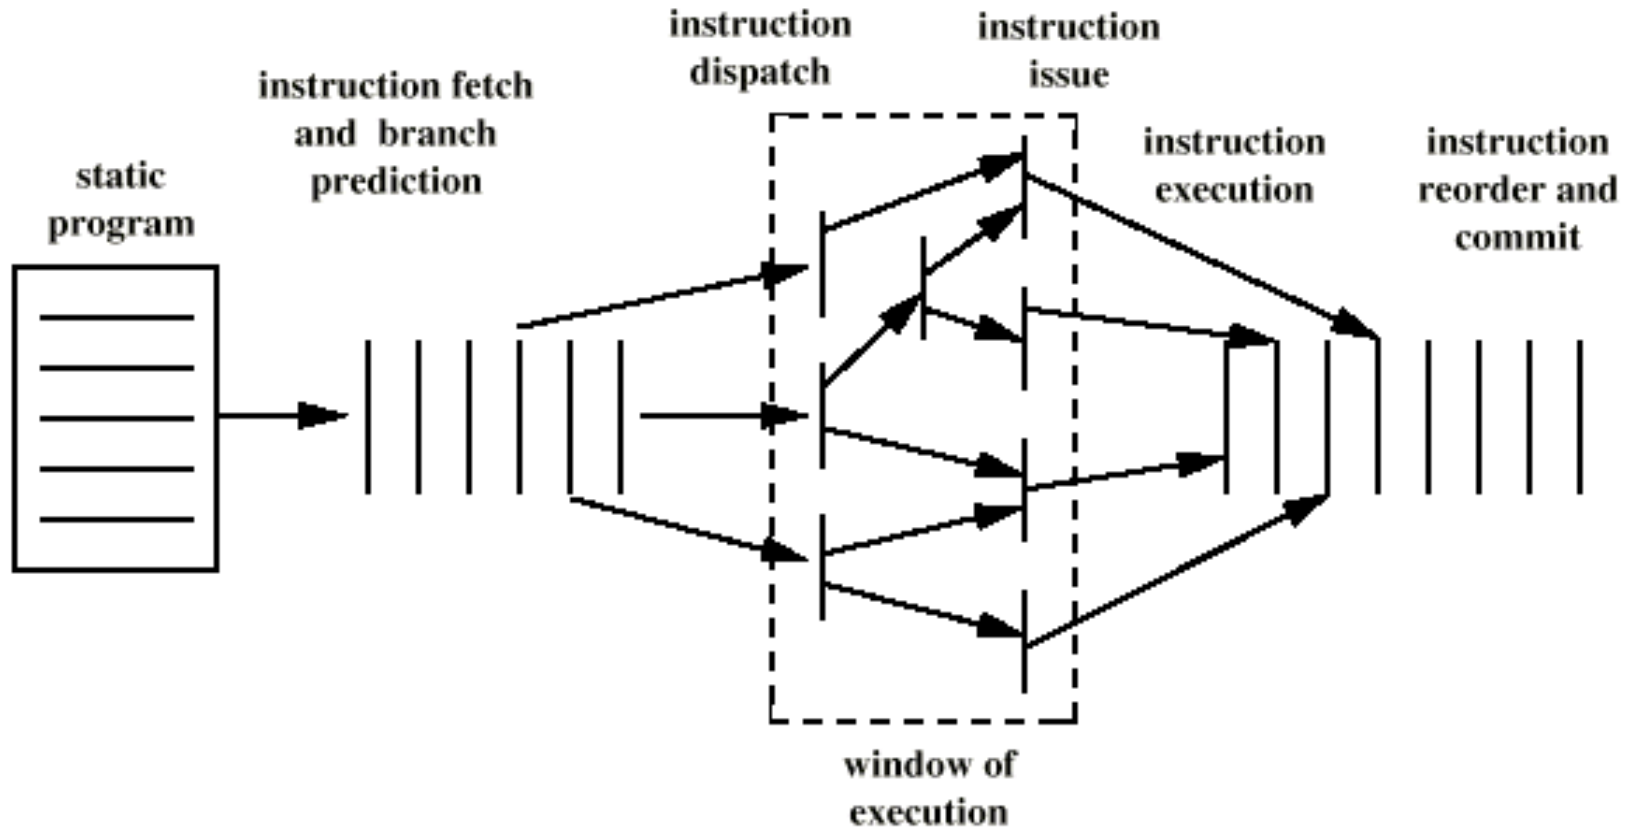 static
program
instruction fetch
and branch
prediction
instruction
dispatch
instruction
issue
instruction
execution
instruction
reorder and
commit
window of
execution